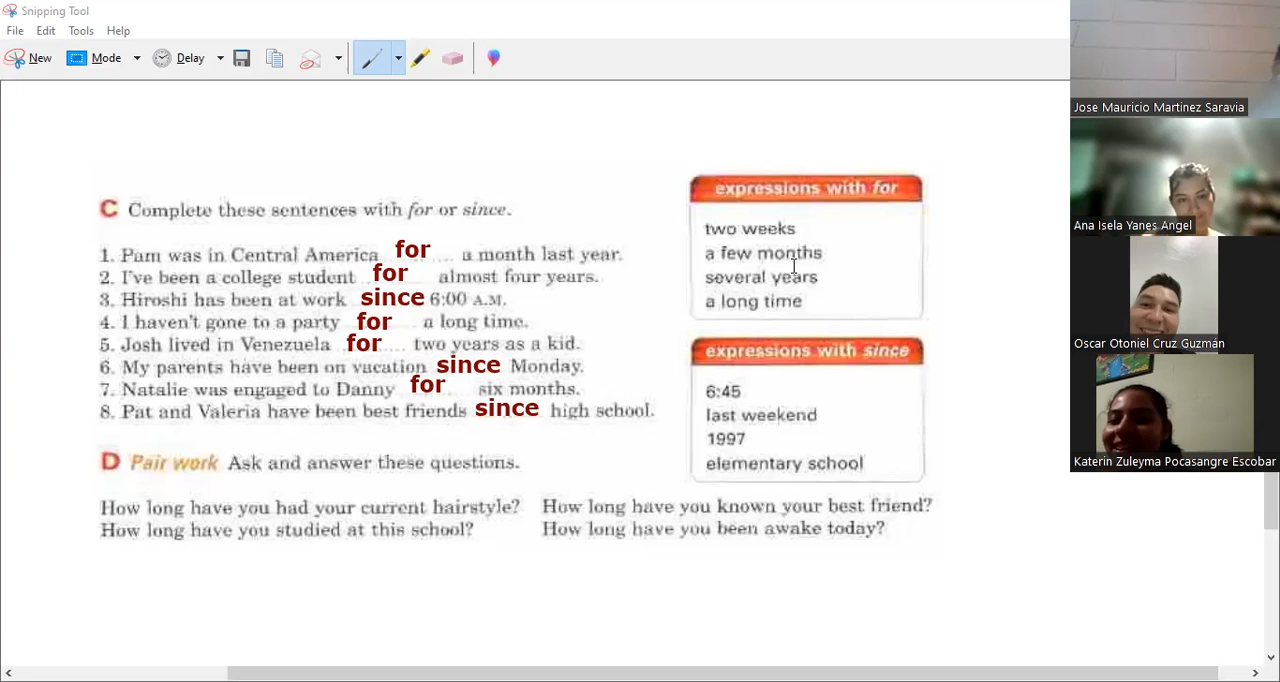 Snipping Tool
File Edit Tools Help
New Mode Delay
C Complete these sentences with for or since.
1. Pam was in Central America for .... a month last year.
2. I've been a college student for almost four years.
3. Hiroshi has been at work since 6:00 A.M.
4. I haven't gone to a party for a long time.
5. Josh lived in Venezuela for .... two years as a kid.
6. My parents have been on vacation since Monday.
7. Natalie was engaged to Danny for six months.
8. Pat and Valeria have been best friends since high school.
expressions with for
two weeks
a few months
several years
a long time
expressions with since
6:45
last weekend
1997
elementary school
D Pair work Ask and answer these questions.
How long have you had your current hairstyle? How long have you known your best friend?
How long have you studied at this school? How long have you been awake today?
Jose Mauricio Martinez Saravia
Ana Isela Yanes Angel
Oscar Otoniel Cruz Guzmán
Katerin Zuleyma Pocasangre Escobar